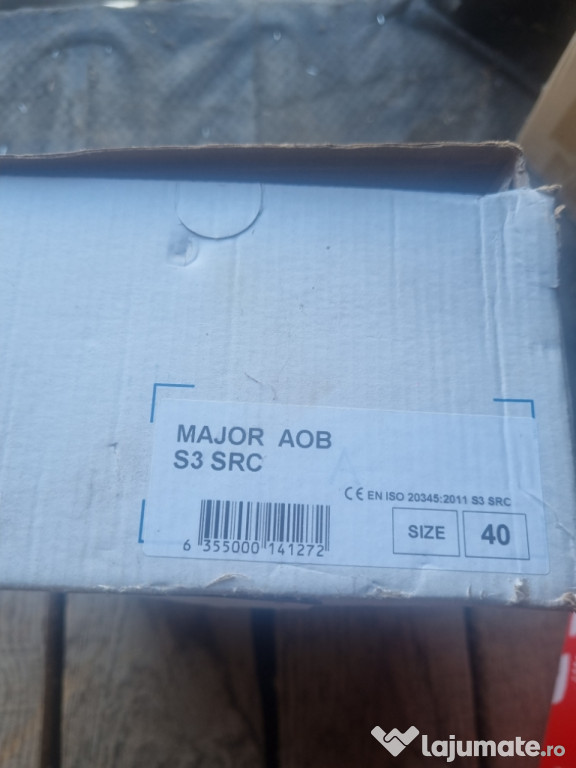 MAJOR AOB
S3 SRC
CE EN ISO 20345:2011 S3 SRC
SIZE 40
6 355000 141272
lajumate.ro